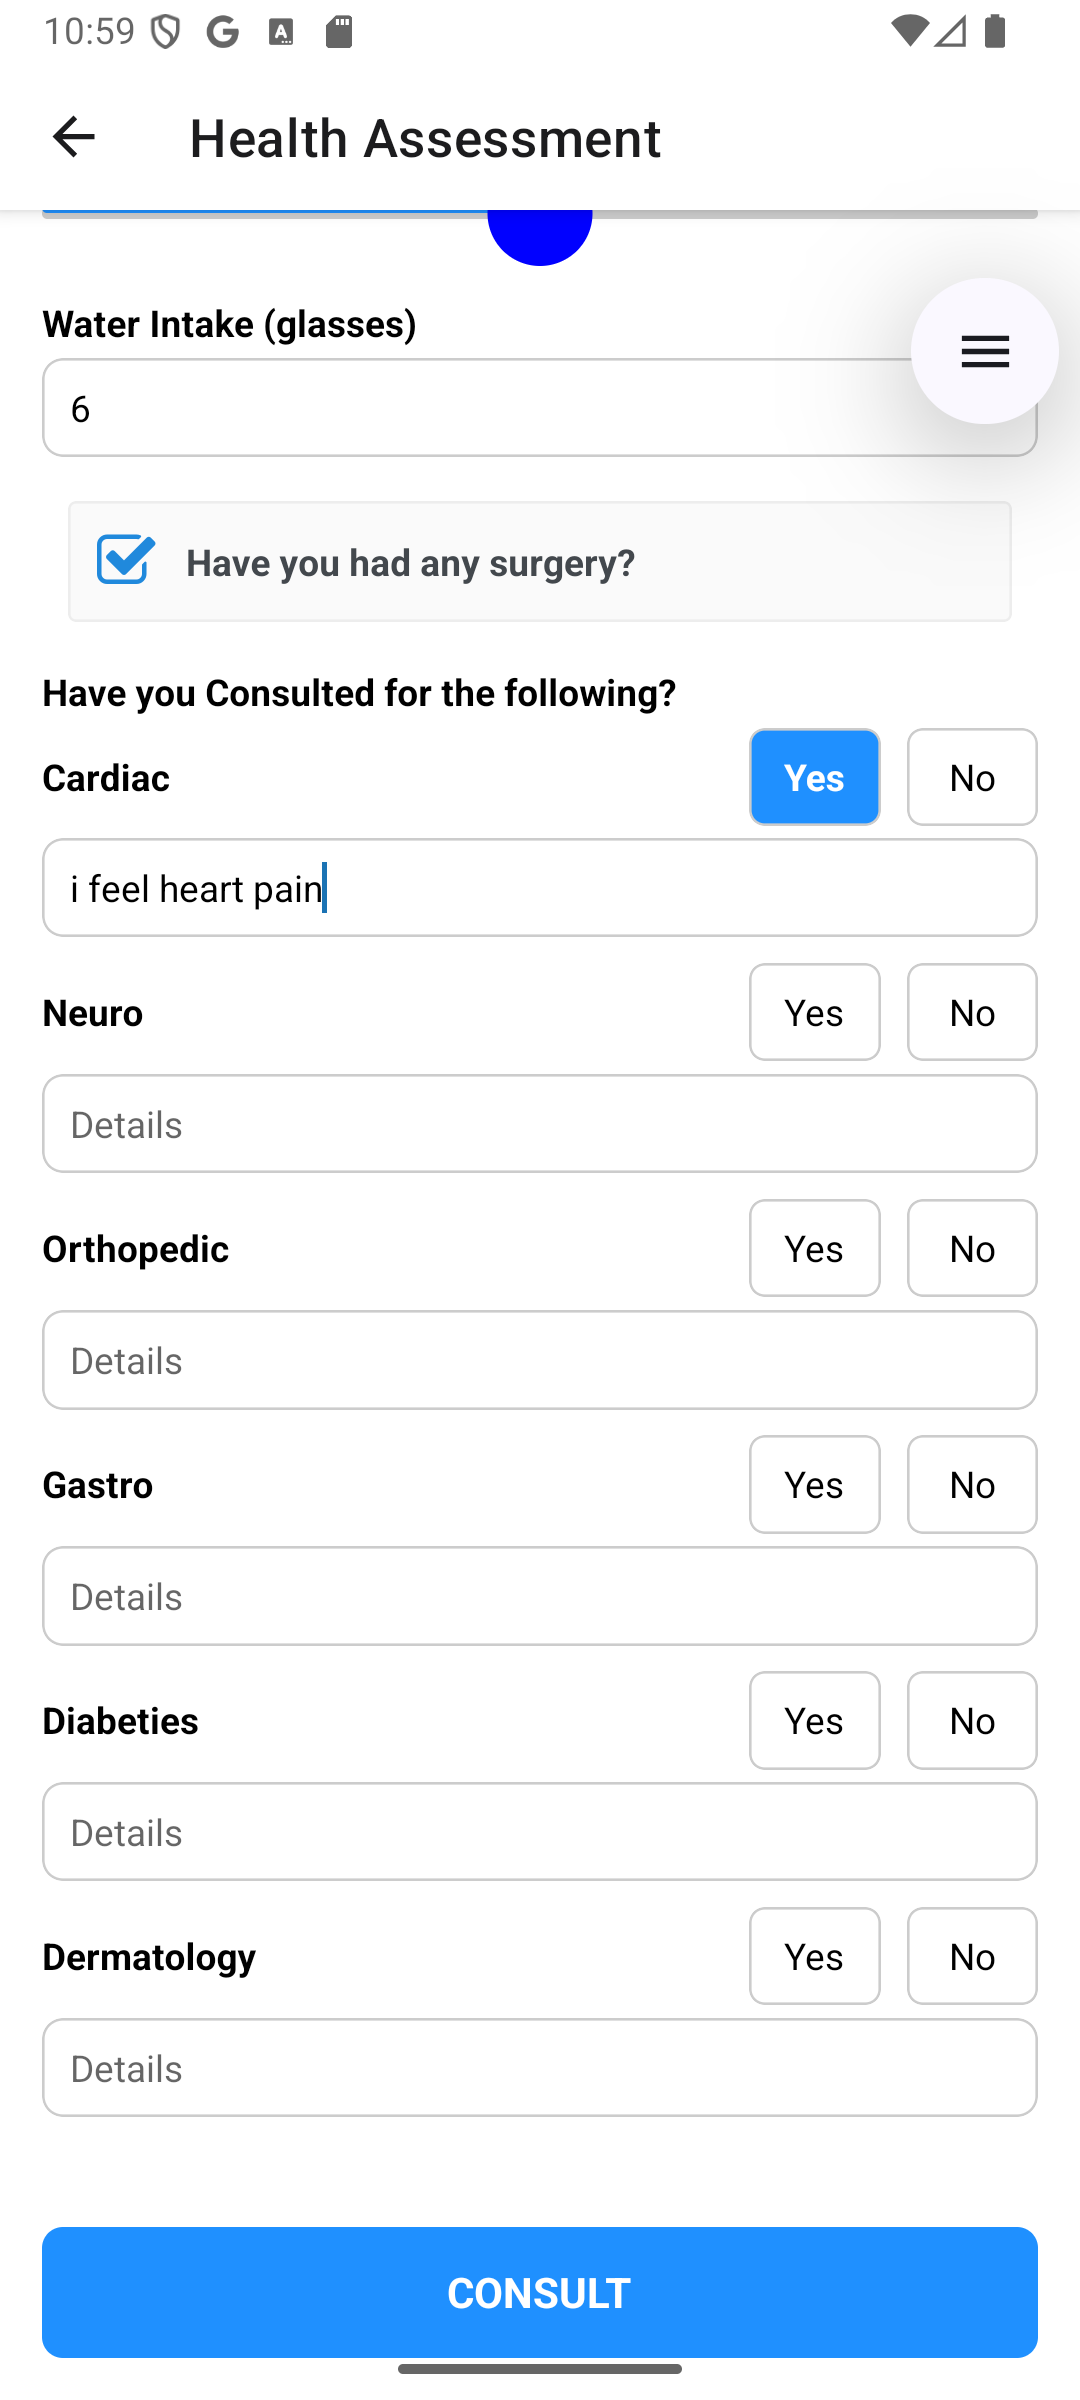 10:59
Health Assessment
Water Intake (glasses)
6
Have you had any surgery?
Have you Consulted for the following?
Cardiac Yes No
i feel heart pain
Neuro Yes No
Details
Orthopedic Yes No
Details
Gastro Yes No
Details
Diabeties Yes No
Details
Dermatology Yes No
Details
CONSULT